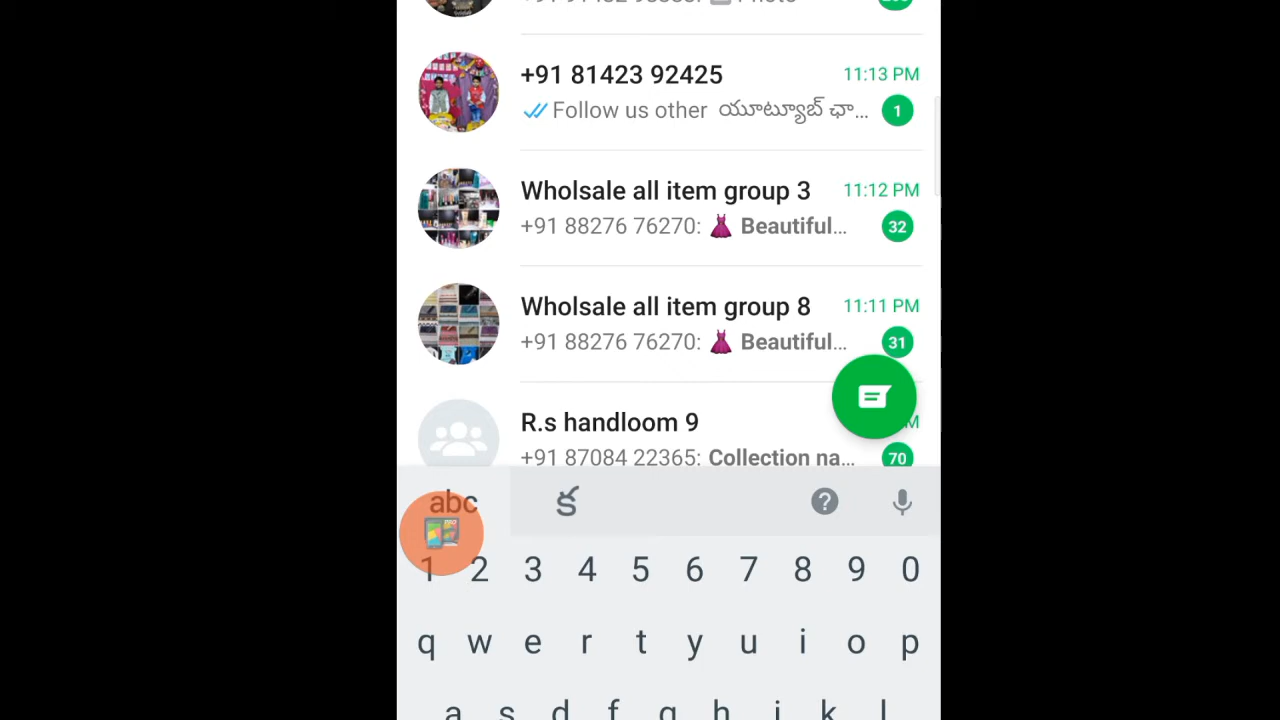 +91 81423 92425 11:13 PM
Follow us other యూట్యూబ్ ఛా... 1
Wholsale all item group 3 11:12 PM
+91 88276 76270: 👗 Beautiful... 32
Wholsale all item group 8 11:11 PM
+91 88276 76270: 👗 Beautiful... 31
R.s handloom 9 M
+91 87084 22365: Collection na... 70
abc క
1 2 3 4 5 6 7 8 9 0
q w e r t y u i o p
a s d f g h j k l